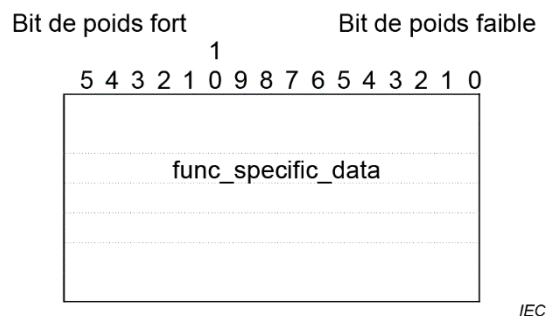 Bit de poids fort Bit de poids faible
1
5 4 3 2 1 0 9 8 7 6 5 4 3 2 1 0
func_specific_data
IEC